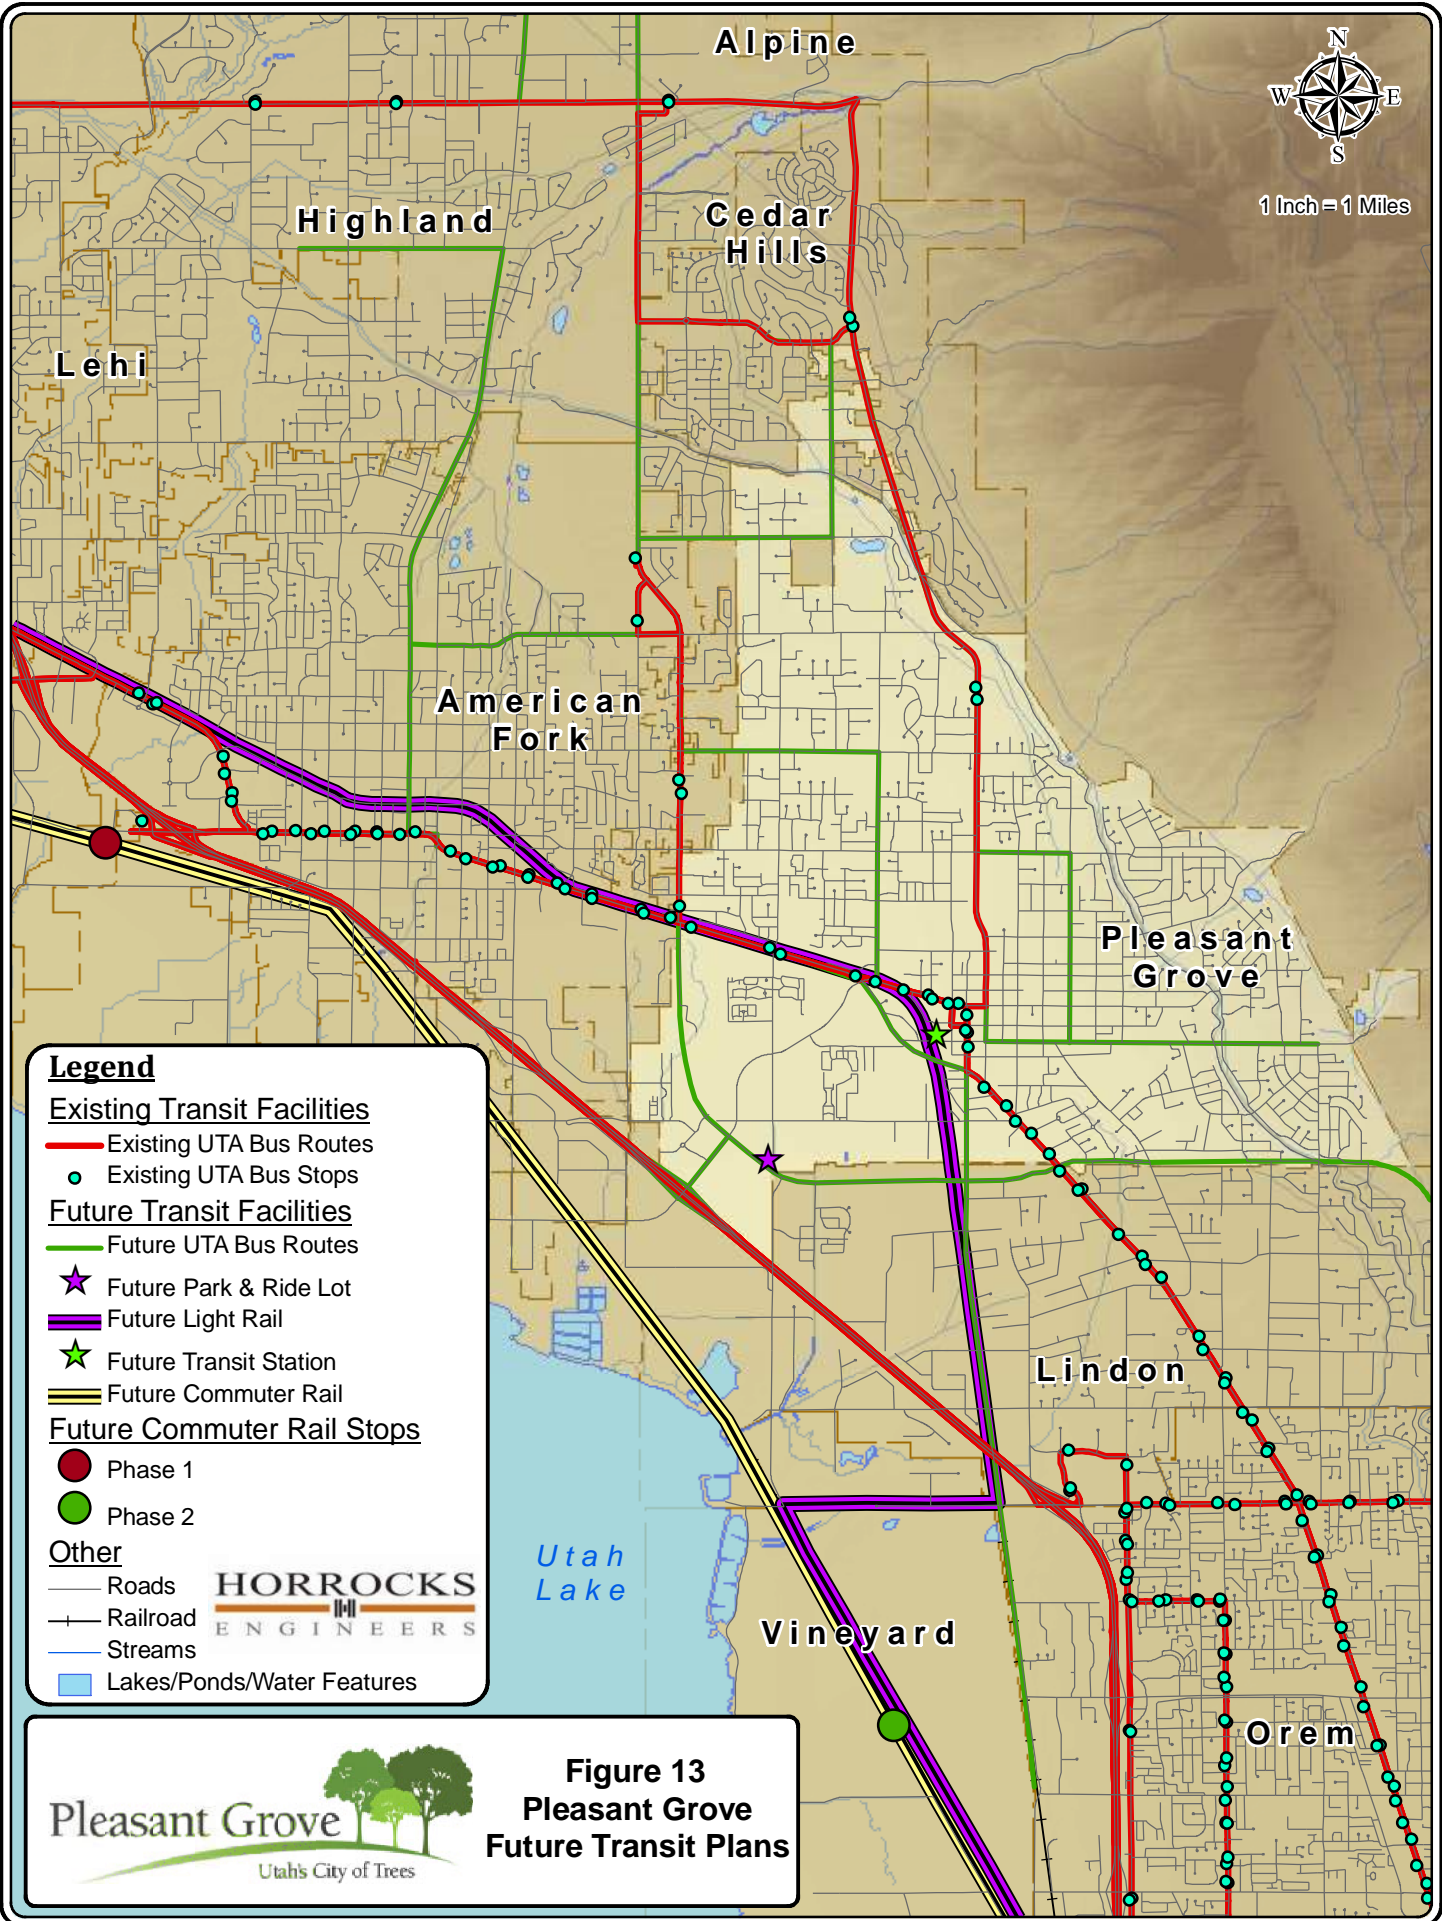 Alpine
N
W
E
S
1 Inch = 1 Miles
Highland
Cedar
Hills
Lehi
American
Fork
Pleasant
Grove
Legend
Existing Transit Facilities
Existing UTA Bus Routes
Existing UTA Bus Stops
Future Transit Facilities
Future UTA Bus Routes
Future Park & Ride Lot
Future Light Rail
Future Transit Station
Future Commuter Rail
Future Commuter Rail Stops
Phase 1
Phase 2
Other
Roads
Railroad
Streams
Lakes/Ponds/Water Features
HORROCKS
ENGINEERS
Lindon
Utah
Lake
Vineyard
Orem
Pleasant Grove
Utah's City of Trees
Figure 13
Pleasant Grove
Future Transit Plans